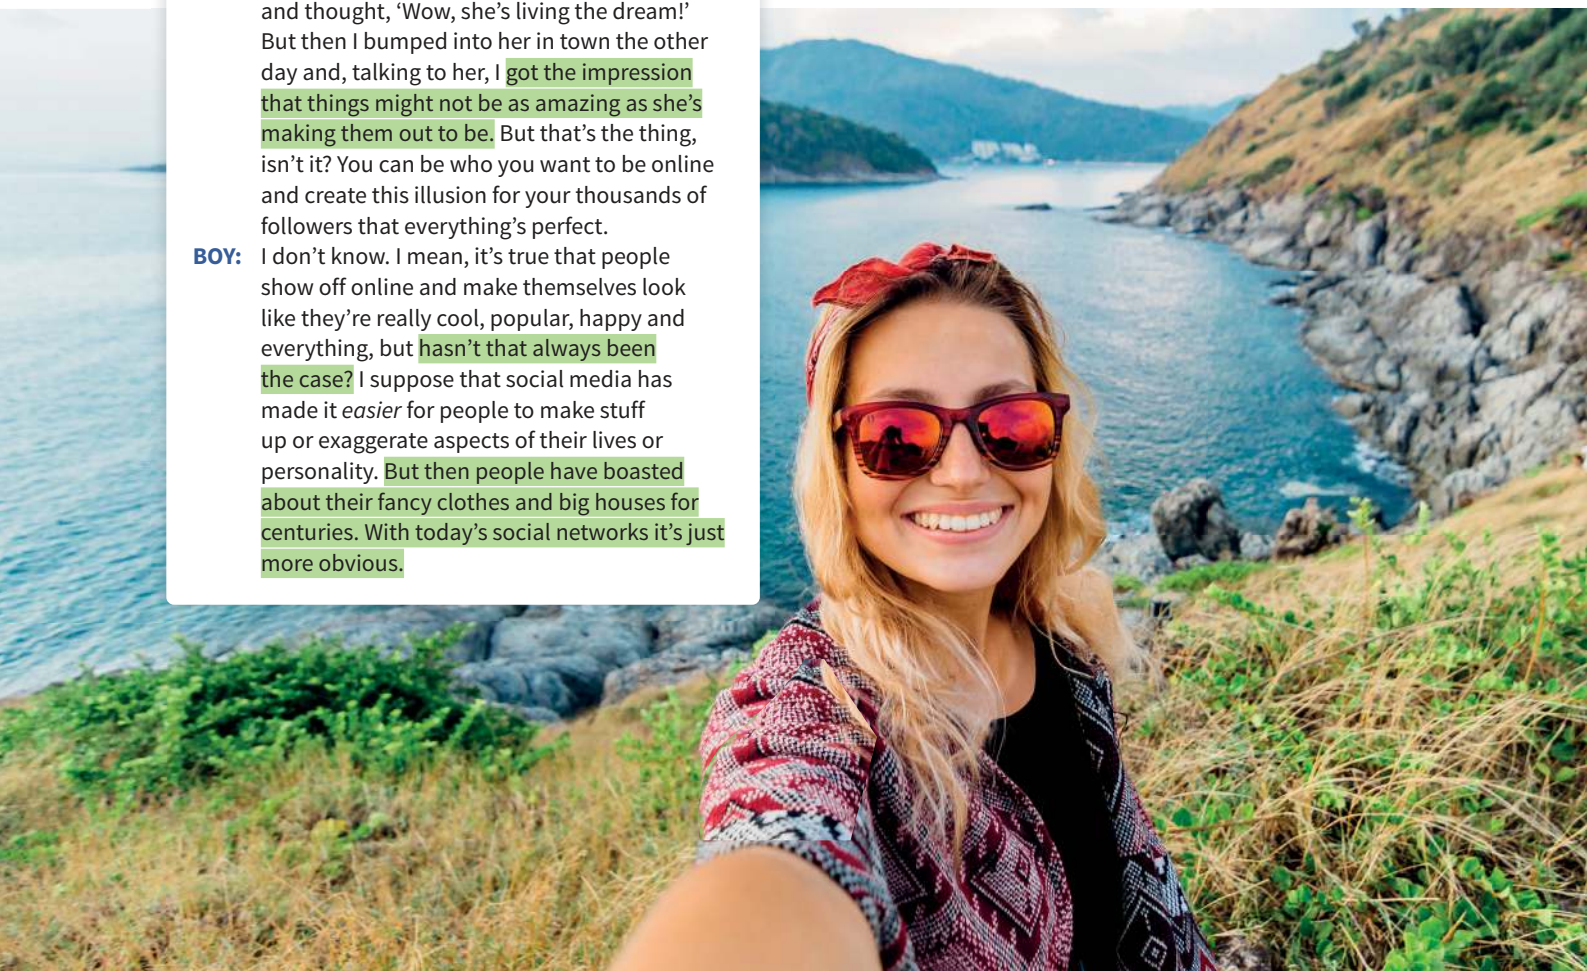 and thought, ‘Wow, she’s living the dream!’
But then I bumped into her in town the other
day and, talking to her, I got the impression
that things might not be as amazing as she’s
making them out to be. But that’s the thing,
isn’t it? You can be who you want to be online
and create this illusion for your thousands of
followers that everything’s perfect.
BOY: I don’t know. I mean, it’s true that people
show off online and make themselves look
like they’re really cool, popular, happy and
everything, but hasn’t that always been
the case? I suppose that social media has
made it easier for people to make stuff
up or exaggerate aspects of their lives or
personality. But then people have boasted
about their fancy clothes and big houses for
centuries. With today’s social networks it’s just
more obvious.